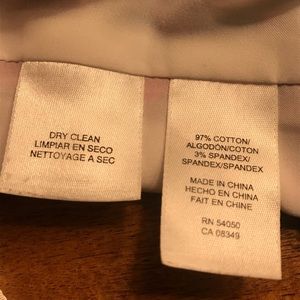 DRY CLEAN
LIMPIAR EN SECO
NETTOYAGE A SEC
97% COTTON/
ALGODÓN/COTON
3% SPANDEX/
SPANDEX/SPANDEX
MADE IN CHINA
HECHO EN CHINA
FAIT EN CHINE
RN 54050
CA 08349